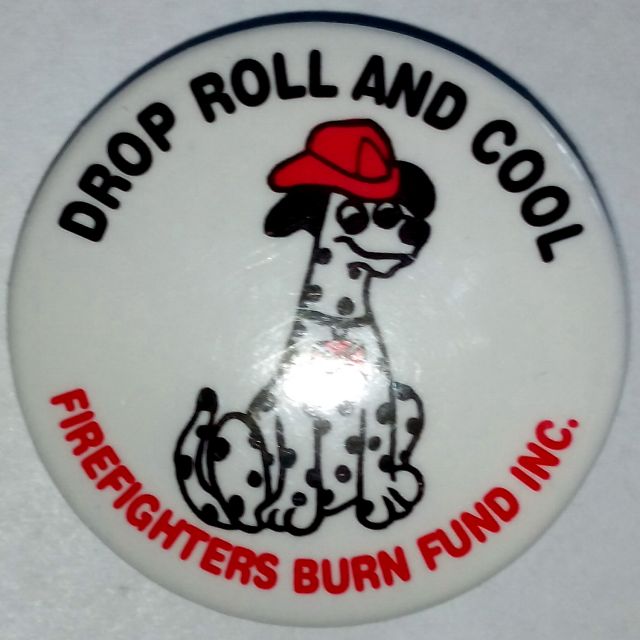 DROP ROLL AND COOL
FIREFIGHTERS BURN FUND INC.